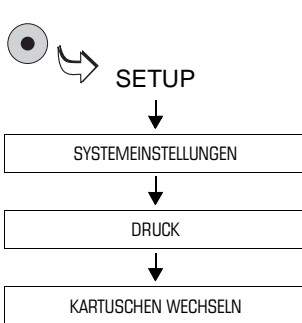 SETUP
SYSTEMEINSTELLUNGEN
DRUCK
KARTUSCHEN WECHSELN